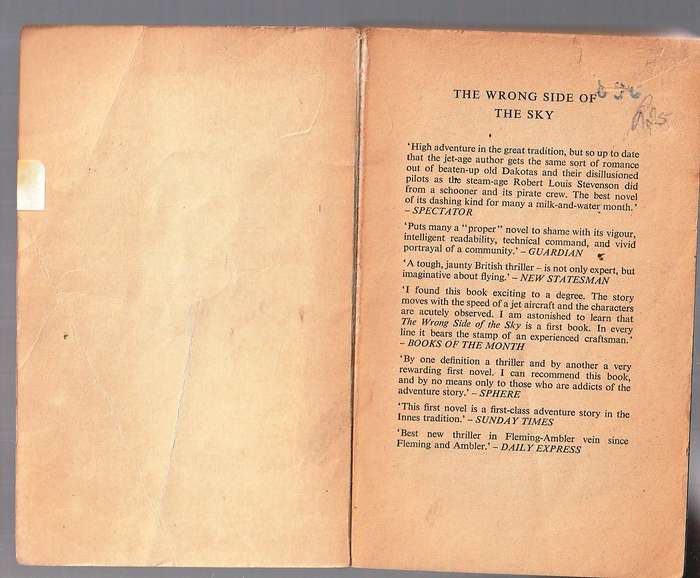 THE WRONG SIDE OF
THE SKY
'High adventure in the great tradition, but so up to date
that the jet-age author gets the same sort of romance
out of beaten-up old Dakotas and their disillusioned
pilots as the steam-age Robert Louis Stevenson did
from a schooner and its pirate crew. The best novel
of its dashing kind for many a milk-and-water month.'
– SPECTATOR
'Puts many a "proper" novel to shame with its vigour,
intelligent readability, technical command, and vivid
portrayal of a community.' – GUARDIAN
'A tough, jaunty British thriller – is not only expert, but
imaginative about flying.' – NEW STATESMAN
'I found this book exciting to a degree. The story
moves with the speed of a jet aircraft and the characters
are acutely observed. I am astonished to learn that
The Wrong Side of the Sky is a first book. In every
line it bears the stamp of an experienced craftsman.'
– BOOKS OF THE MONTH
'By one definition a thriller and by another a very
rewarding first novel. I can recommend this book,
and by no means only to those who are addicts of the
adventure story.' – SPHERE
'This first novel is a first-class adventure story in the
Innes tradition.' – SUNDAY TIMES
'Best new thriller in Fleming-Ambler vein since
Fleming and Ambler.' – DAILY EXPRESS